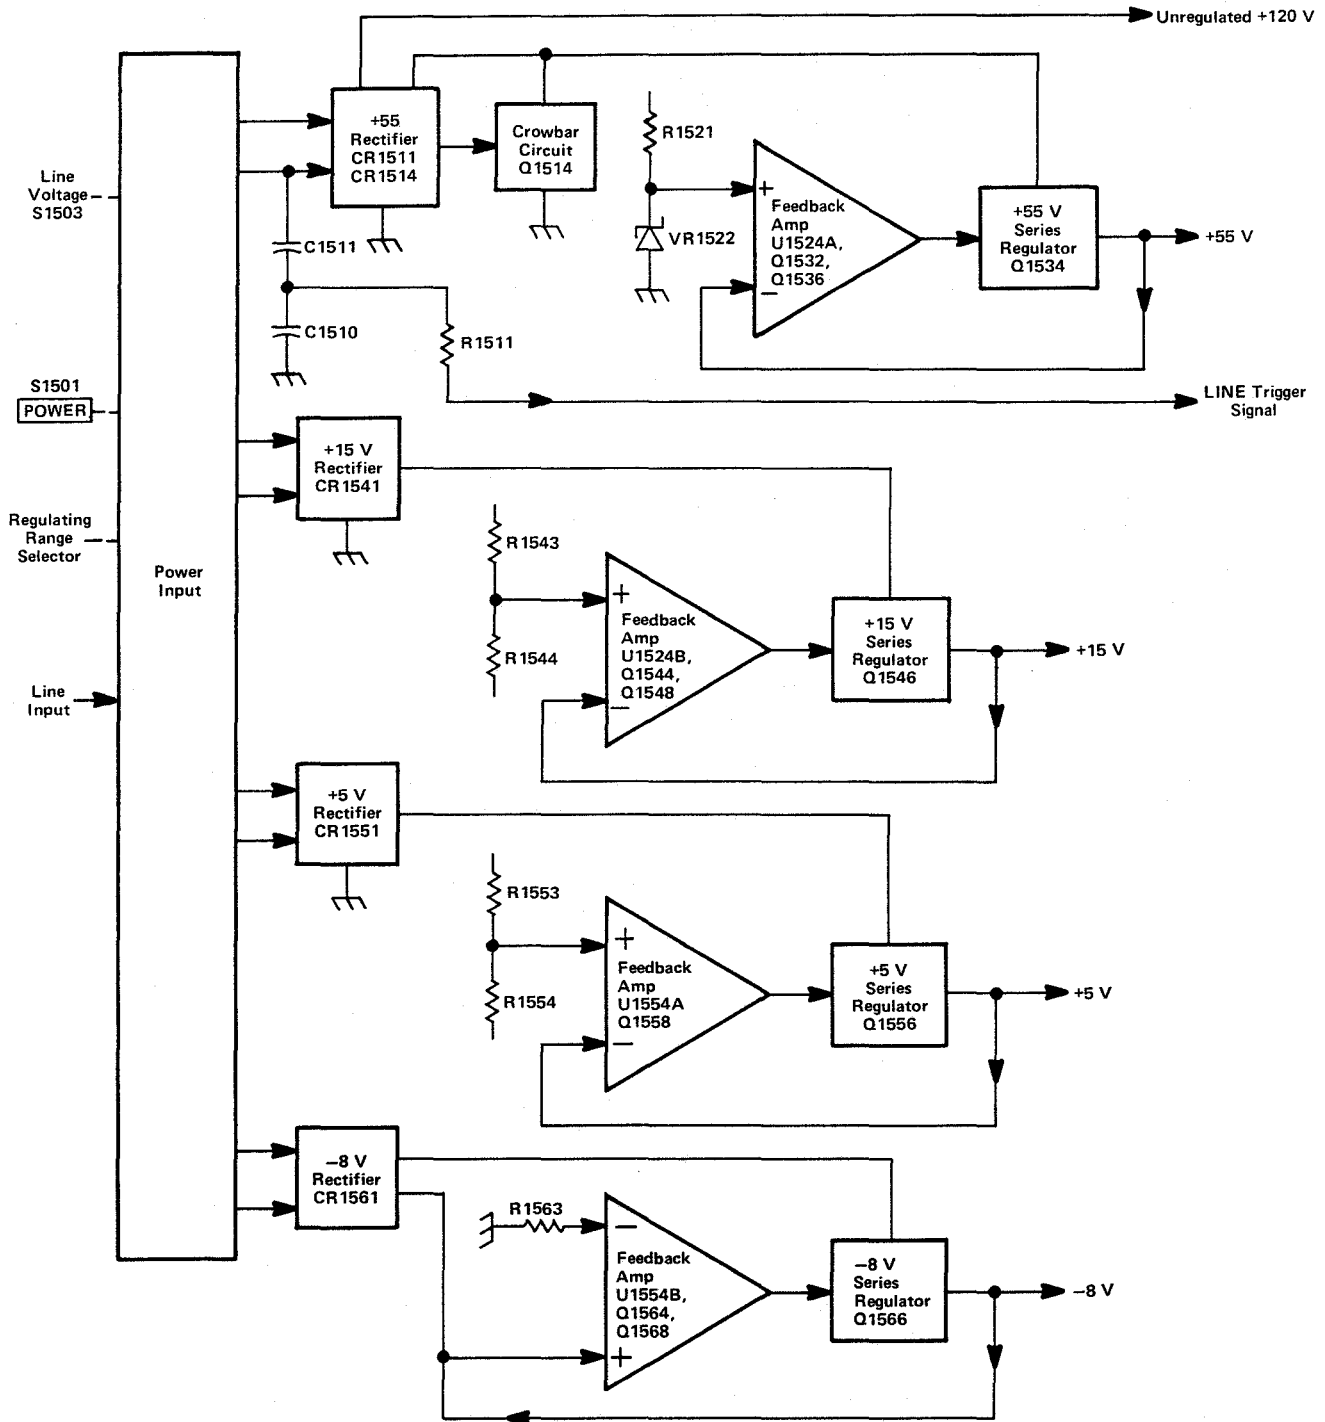 Unregulated +120 V
+55
Rectifier
CR1511
CR1514
Crowbar
Circuit
Q1514
R1521
VR1522
+
Feedback
Amp
U1524A,
Q1532,
Q1536
−
+55 V
Series
Regulator
Q1534
+55 V
Line
Voltage
S1503
C1511
C1510
R1511
LINE Trigger
Signal
S1501
POWER
+15 V
Rectifier
CR1541
Regulating
Range
Selector
Power
Input
R1543
R1544
+
Feedback
Amp
U1524B,
Q1544,
Q1548
−
+15 V
Series
Regulator
Q1546
+15 V
Line
Input
+5 V
Rectifier
CR1551
R1553
R1554
+
Feedback
Amp
U1554A
Q1558
−
+5 V
Series
Regulator
Q1556
+5 V
−8 V
Rectifier
CR1561
R1563
−
Feedback
Amp
U1554B,
Q1564,
Q1568
+
−8 V
Series
Regulator
Q1566
−8 V